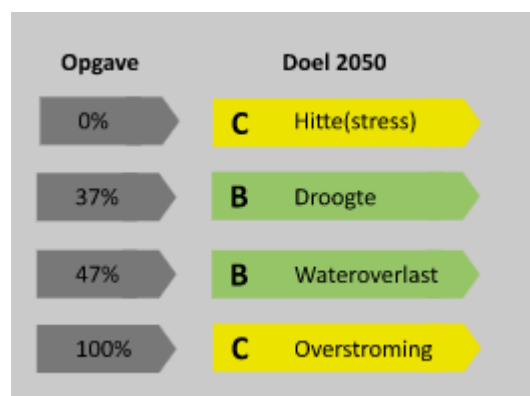 Opgave Doel 2050
0% C Hitte(stress)
37% B Droogte
47% B Wateroverlast
100% C Overstroming